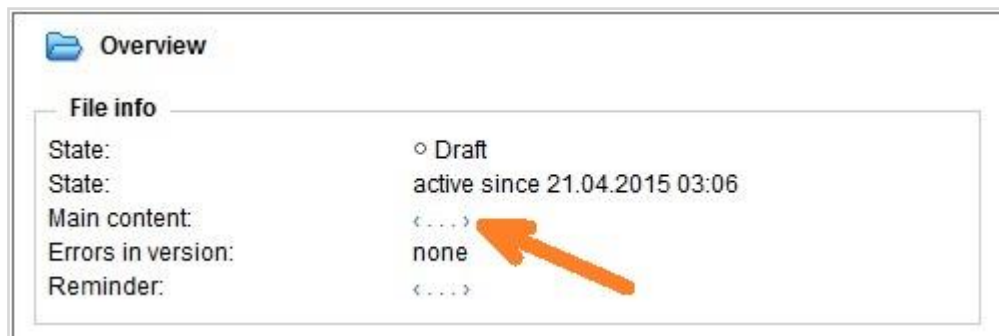 Overview
File info
State: ○ Draft
State: active since 21.04.2015 03:06
Main content: ‹...›
Errors in version: none
Reminder: ‹...›